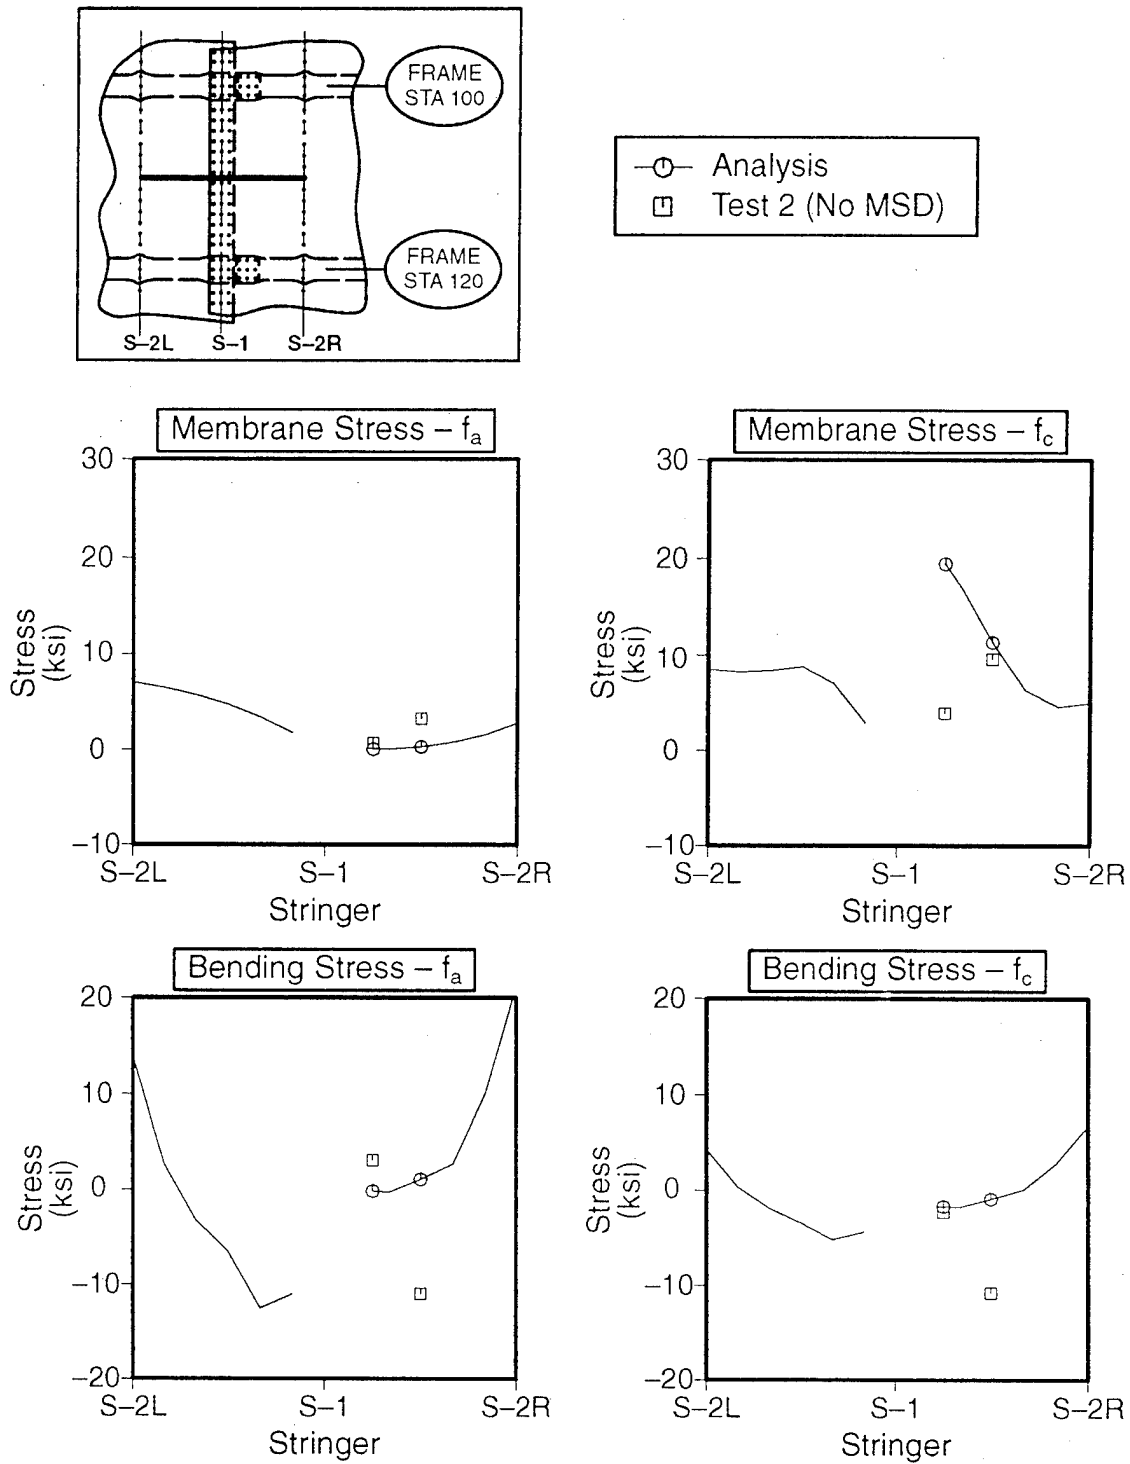 FRAME
STA 100
FRAME
STA 120
S–2L S–1 S–2R
Analysis
Test 2 (No MSD)
Membrane Stress – fa
30
20
10
0
–10
Stress
(ksi)
S–2L S–1 S–2R
Stringer
Membrane Stress – fc
30
20
10
0
–10
Stress
(ksi)
S–2L S–1 S–2R
Stringer
Bending Stress – fa
20
10
0
–10
–20
Stress
(ksi)
S–2L S–1 S–2R
Stringer
Bending Stress – fc
20
10
0
–10
–20
Stress
(ksi)
S–2L S–1 S–2R
Stringer